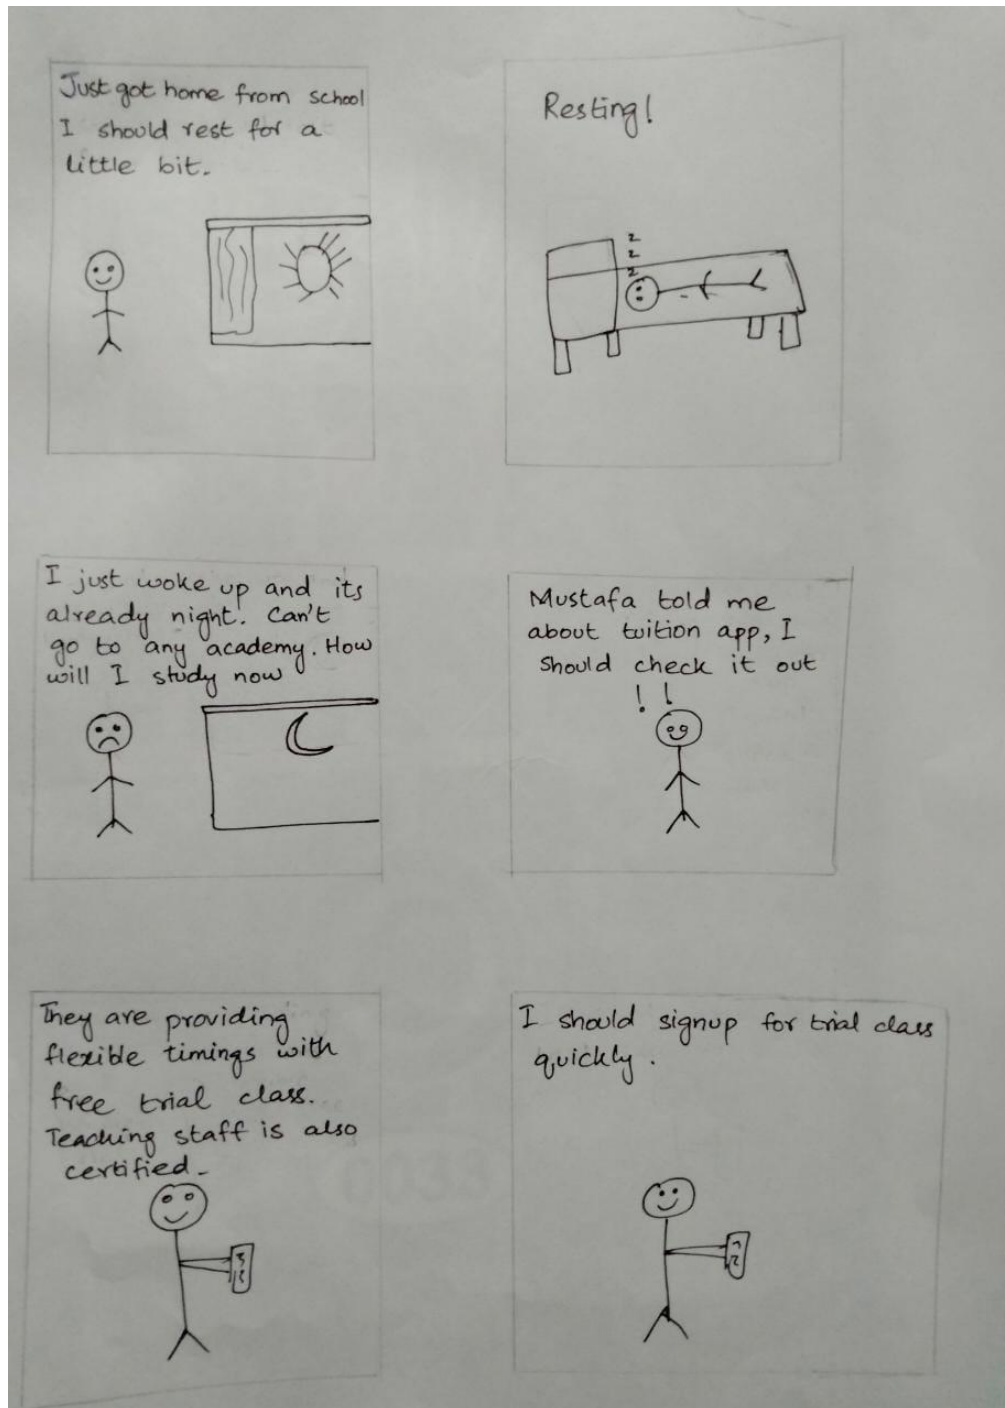 Just got home from school
I should rest for a
little bit.
Resting!
z
z
z
I just woke up and its
already night. Can't
go to any academy. How
will I study now
Mustafa told me
about tuition app, I
should check it out
! !
They are providing
flexible timings with
free trial class.
Teaching staff is also
certified.
I should signup for trial class
quickly.